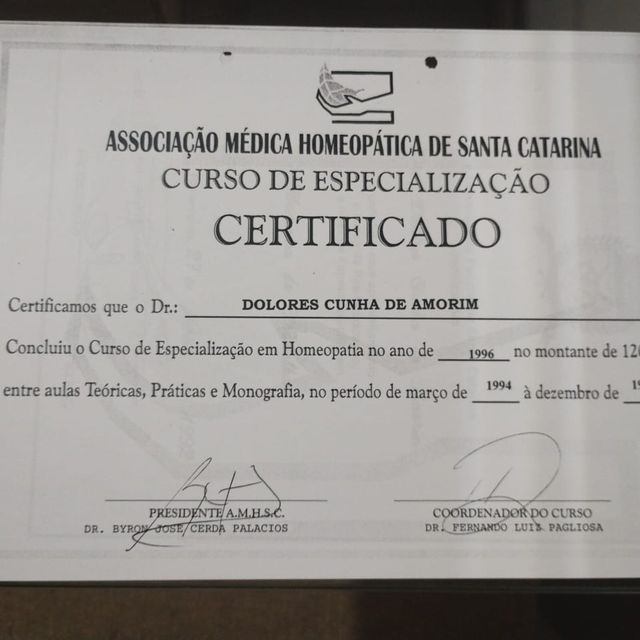 ASSOCIAÇÃO MÉDICA HOMEOPÁTICA DE SANTA CATARINA
CURSO DE ESPECIALIZAÇÃO
CERTIFICADO
Certificamos que o Dr.: DOLORES CUNHA DE AMORIM
Concluiu o Curso de Especialização em Homeopatia no ano de 1996 no montante de
entre aulas Teóricas, Práticas e Monografia, no período de março de 1994 à dezembro de
PRESIDENTE A.M.H.S.C. COORDENADOR DO CURSO
DR. BYRON JOSE CERDA PALACIOS DR. FERNANDO LUIS PAGLIOSA